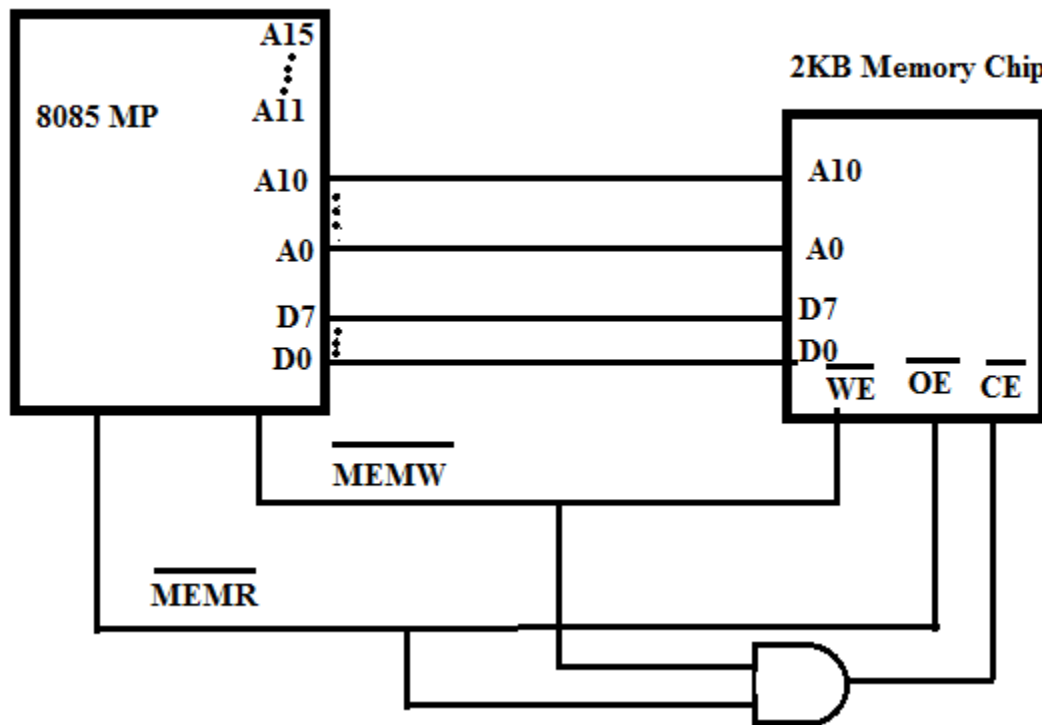 A15
A11
8085 MP
A10
A0
D7
D0
2KB Memory Chip
A10
A0
D7
D0
WE OE CE
MEMW
MEMR